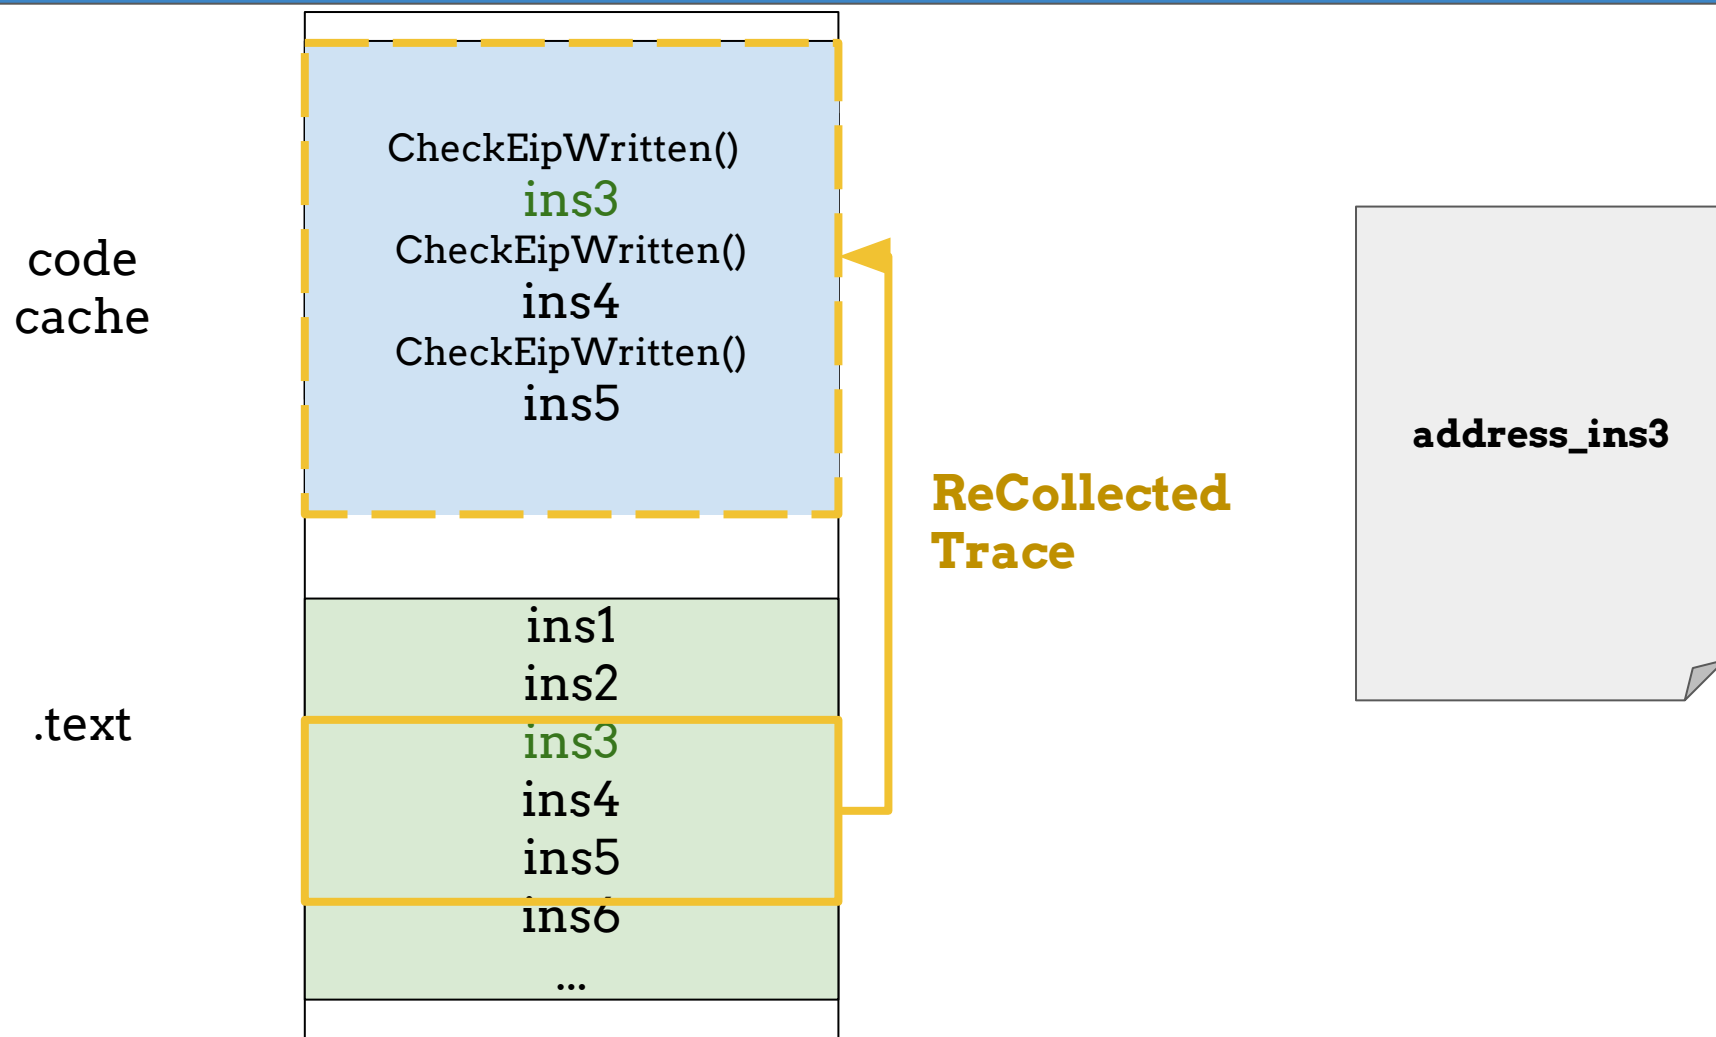 code
cache
CheckEipWritten()
ins3
CheckEipWritten()
ins4
CheckEipWritten()
ins5
ReCollected
Trace
address_ins3
.text
ins1
ins2
ins3
ins4
ins5
ins6
...